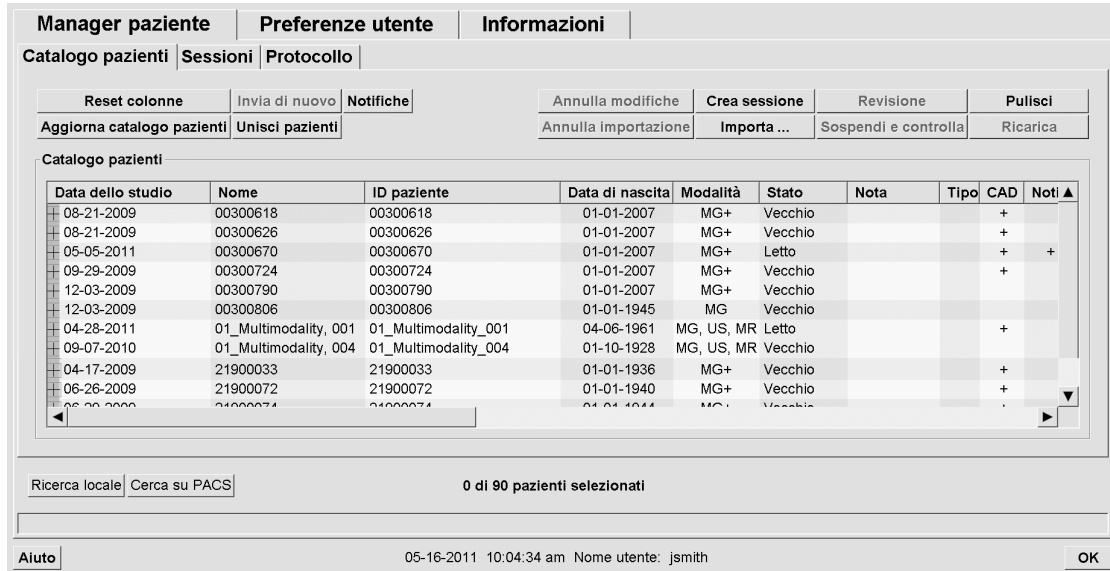 Manager paziente Preferenze utente Informazioni
Catalogo pazienti Sessioni Protocollo
Reset colonne Invia di nuovo Notifiche Annulla modifiche Crea sessione Revisione Pulisci
Aggiorna catalogo pazienti Unisci pazienti Annulla importazione Importa ... Sospendi e controlla Ricarica
Catalogo pazienti
Data dello studio Nome ID paziente Data di nascita Modalità Stato Nota Tipo CAD Noti
08-21-2009 00300618 00300618 01-01-2007 MG+ Vecchio +
08-21-2009 00300626 00300626 01-01-2007 MG+ Vecchio +
05-05-2011 00300670 00300670 01-01-2007 MG+ Letto + +
09-29-2009 00300724 00300724 01-01-2007 MG+ Vecchio +
12-03-2009 00300790 00300790 01-01-2007 MG+ Vecchio
12-03-2009 00300806 00300806 01-01-1945 MG Vecchio
04-28-2011 01_Multimodality, 001 01_Multimodality_001 04-06-1961 MG, US, MR Letto +
09-07-2010 01_Multimodality, 004 01_Multimodality_004 01-10-1928 MG, US, MR Vecchio
04-17-2009 21900033 21900033 01-01-1936 MG+ Vecchio +
06-26-2009 21900072 21900072 01-01-1940 MG+ Vecchio +
Ricerca locale Cerca su PACS 0 di 90 pazienti selezionati
Aiuto 05-16-2011 10:04:34 am Nome utente: jsmith OK